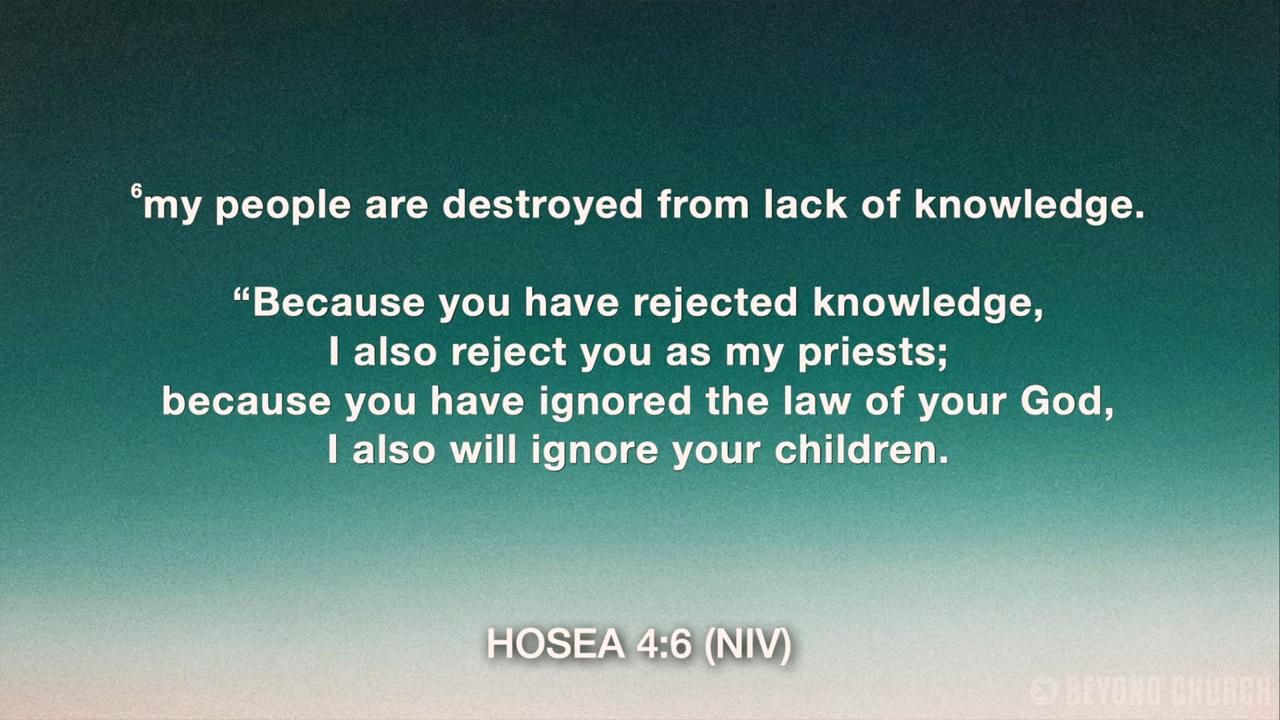 ⁶my people are destroyed from lack of knowledge.
“Because you have rejected knowledge,
I also reject you as my priests;
because you have ignored the law of your God,
I also will ignore your children.
HOSEA 4:6 (NIV)
BEYOND CHURCH